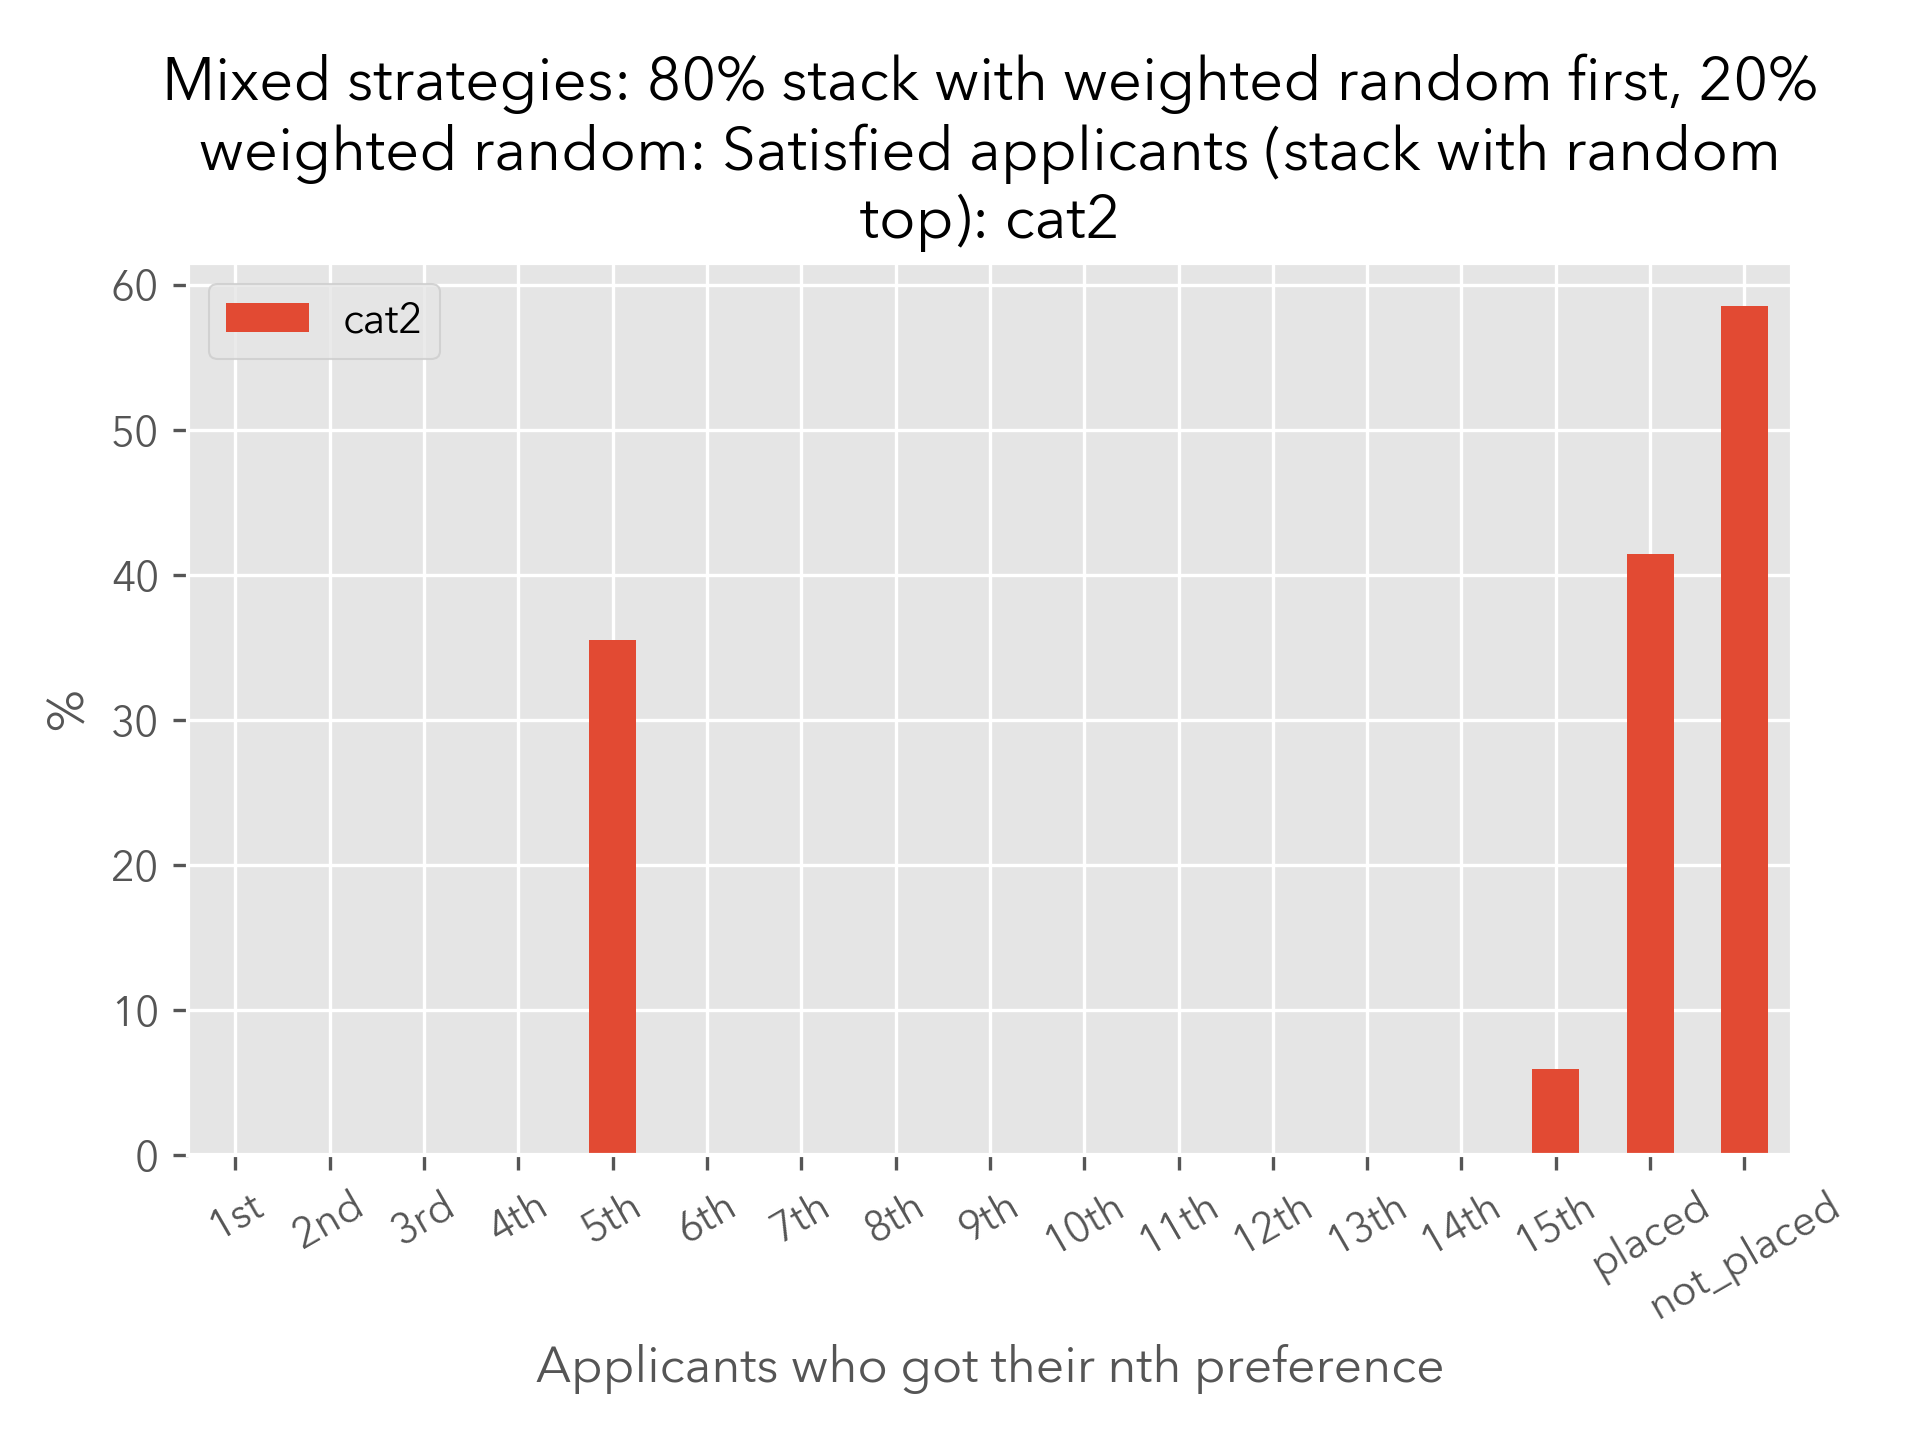 Mixed strategies: 80% stack with weighted random first, 20%
weighted random: Satisfied applicants (stack with random
top): cat2
cat2
60
50
40
30
20
10
0
%
1st
2nd
3rd
4th
5th
6th
7th
8th
9th
10th
11th
12th
13th
14th
15th
placed
not_placed
Applicants who got their nth preference